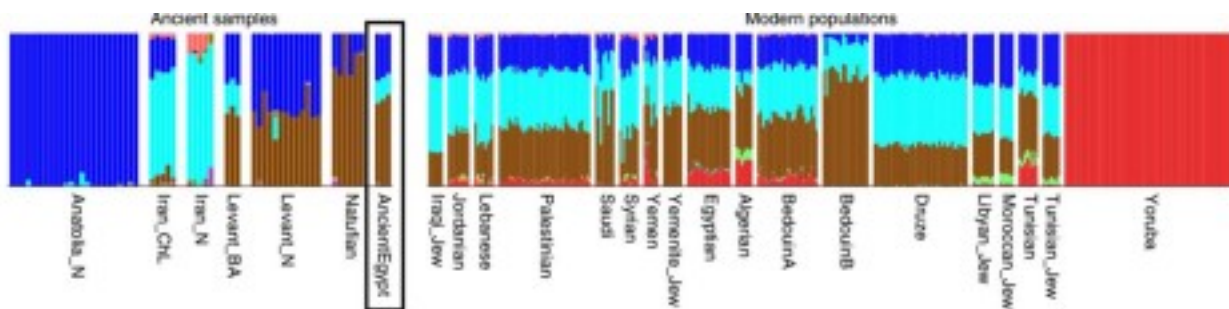 Ancient samples
Modern populations
Anatolia_N
Iran_ChL
Iran_N
Levant_BA
Levant_N
Natufian
AncientEgypt
Iraqi_Jew
Jordanian
Lebanese
Palestinian
Saudi
Syrian
Yemen
Yemenite_Jew
Egyptian
Algerian
BedouinA
BedouinB
Druze
Libyan_Jew
Moroccan_Jew
Tunisian
Tunisian_Jew
Yoruba